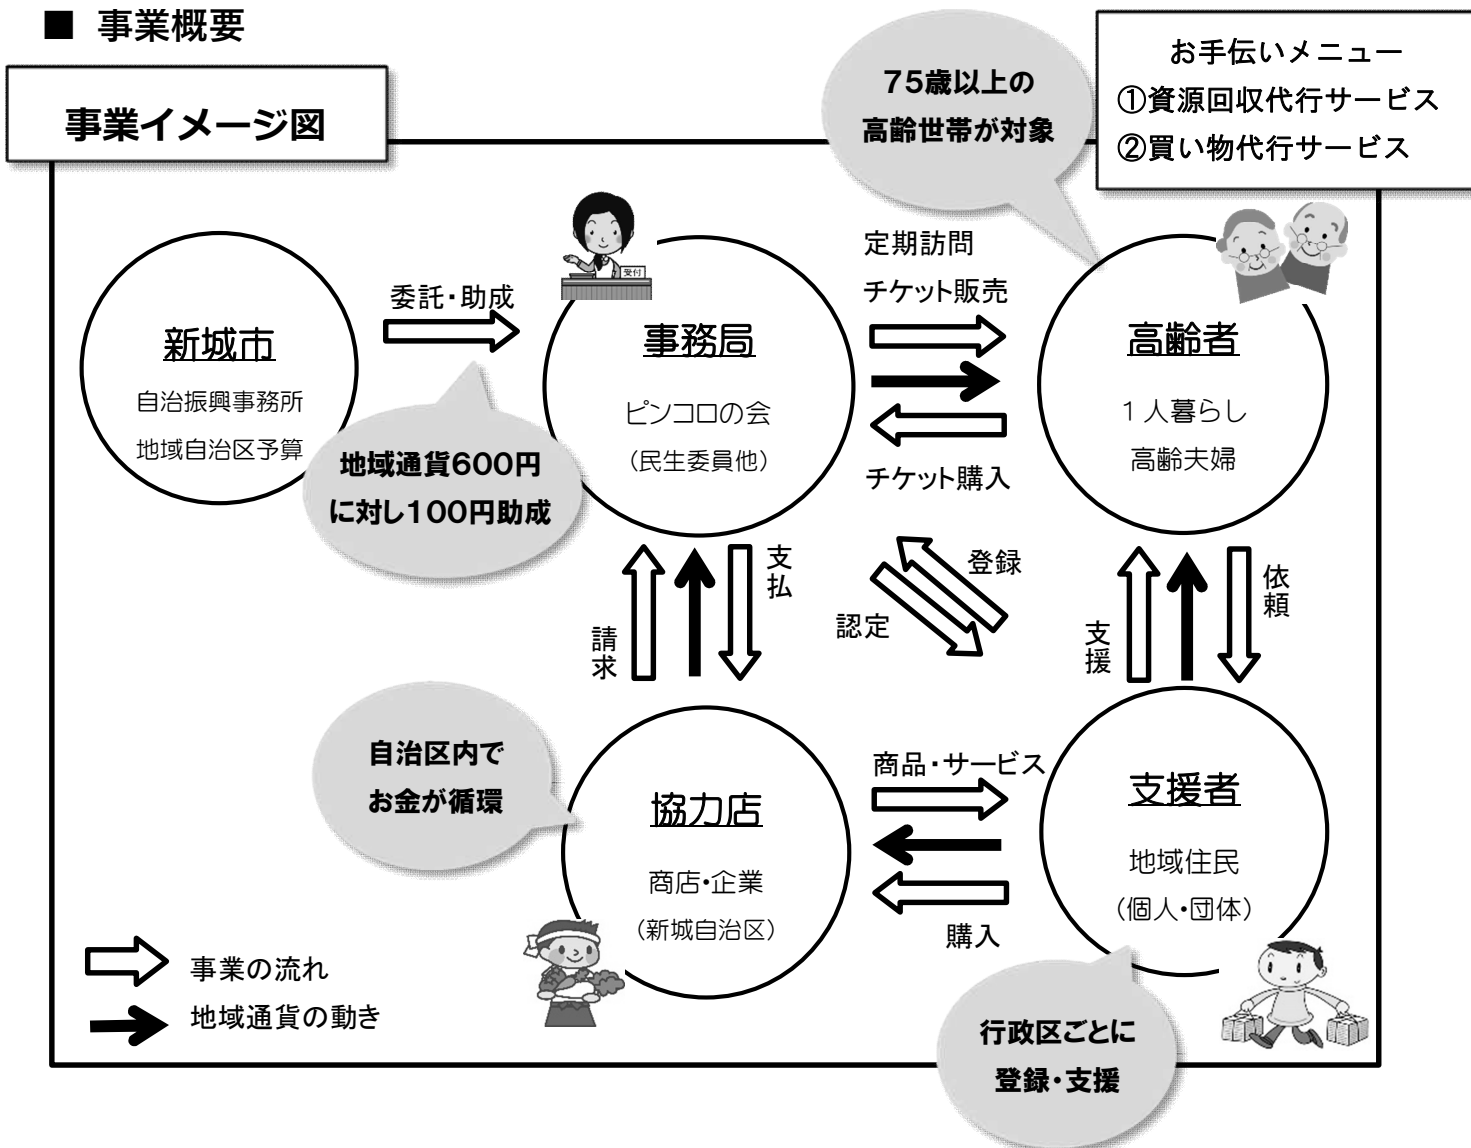 ■ 事業概要
事業イメージ図
75歳以上の
高齢世帯が対象
お手伝いメニュー
①資源回収代行サービス
②買い物代行サービス
新城市
自治振興事務所
地域自治区予算
委託・助成
地域通貨600円
に対し100円助成
受付
事務局
ピンコロの会
(民生委員他)
定期訪問
チケット販売
チケット購入
高齢者
1人暮らし
高齢夫婦
請求
支払
登録
認定
支援
依頼
自治区内で
お金が循環
協力店
商店・企業
(新城自治区)
商品・サービス
購入
支援者
地域住民
(個人・団体)
行政区ごとに
登録・支援
事業の流れ
地域通貨の動き